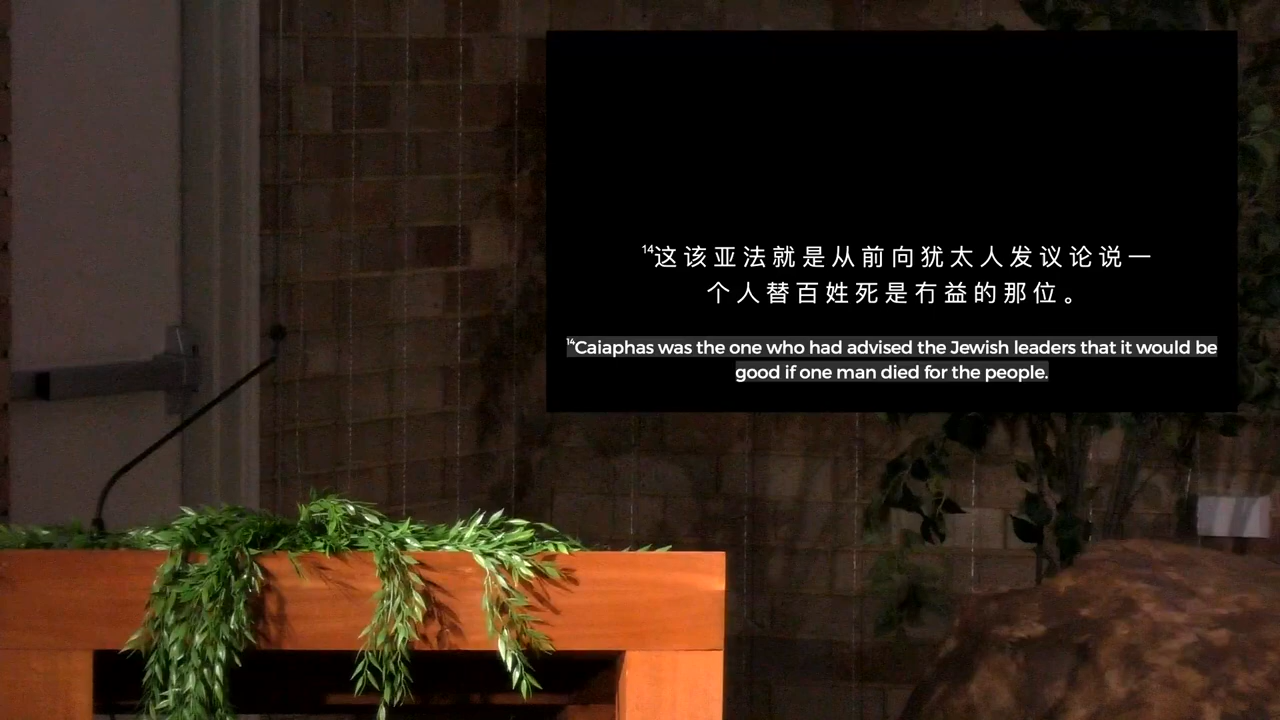 ¹⁴这该亚法就是从前向犹太人发议论说一
个人替百姓死是冇益的那位。
¹⁴Caiaphas was the one who had advised the Jewish leaders that it would be
good if one man died for the people.